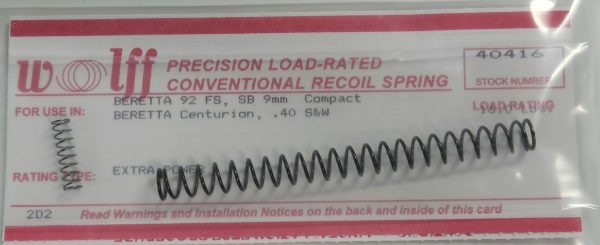 wolff
PRECISION LOAD-RATED
CONVENTIONAL RECOIL SPRING
40416
STOCK NUMBER
FOR USE IN:
BERETTA 92 FS, SB 9mm Compact
BERETTA Centurion, .40 S&W
LOAD RATING
RATING TYPE:
EXTRA POWER
2D2
Read Warnings and Installation Notices on the back and inside of this card